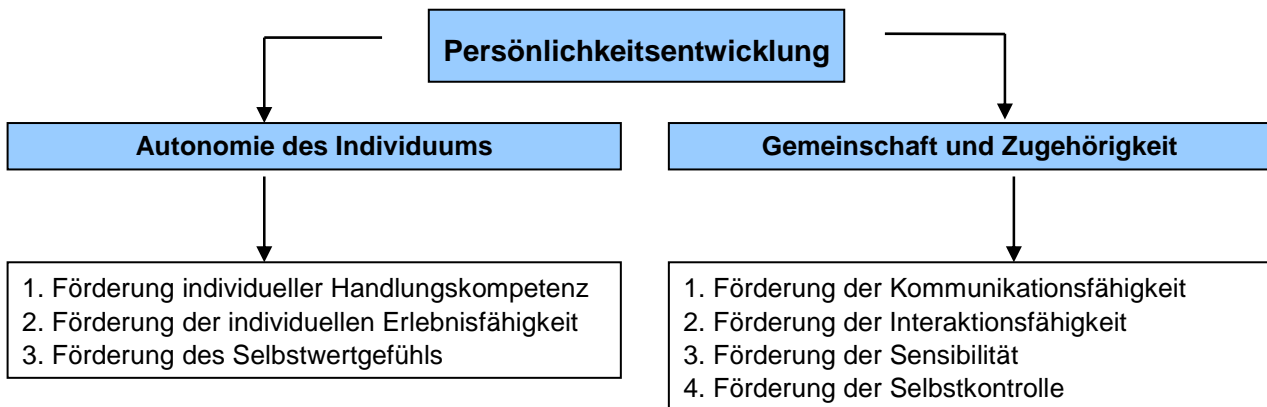 Persönlichkeitsentwicklung
Autonomie des Individuums
Gemeinschaft und Zugehörigkeit
1. Förderung individueller Handlungskompetenz
2. Förderung der individuellen Erlebnisfähigkeit
3. Förderung des Selbstwertgefühls
1. Förderung der Kommunikationsfähigkeit
2. Förderung der Interaktionsfähigkeit
3. Förderung der Sensibilität
4. Förderung der Selbstkontrolle